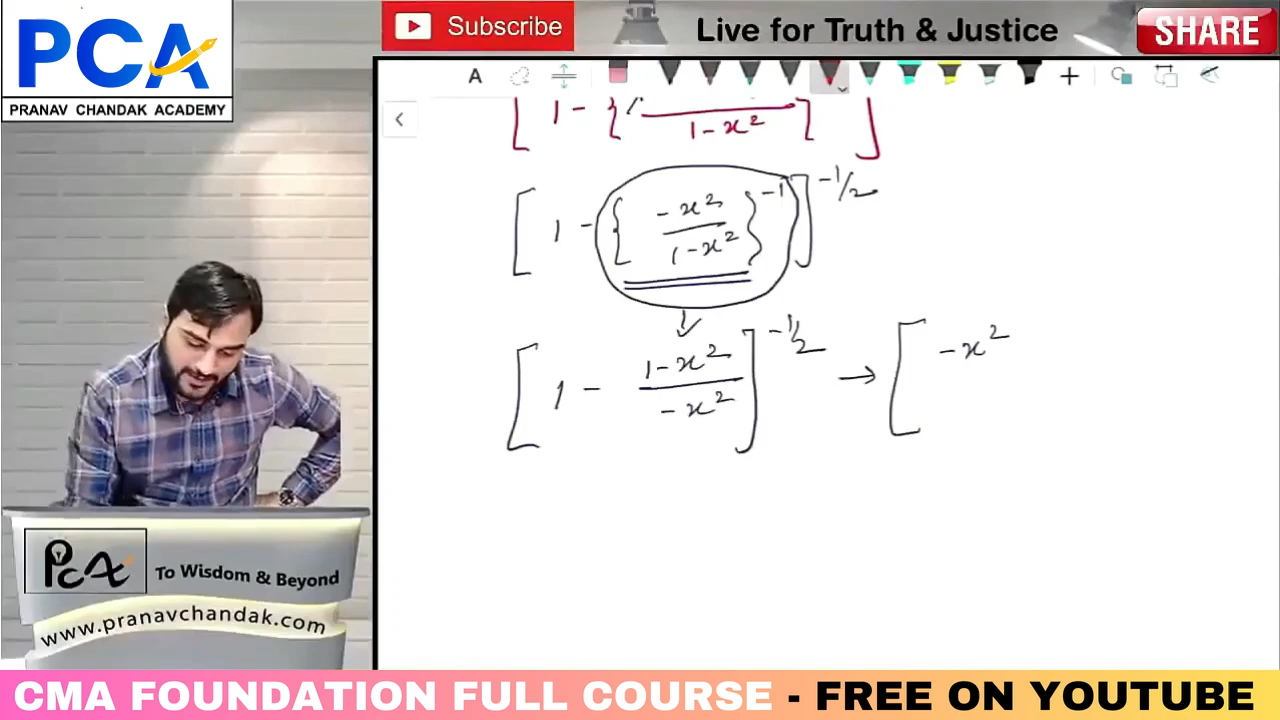 PCA
PRANAV CHANDAK ACADEMY
Subscribe
Live for Truth & Justice
SHARE
A
[ 1 - { 1 - x² } ]
[ 1 - { -x² / 1-x² }⁻¹ ]^-1/2
[ 1 - 1-x² / -x² ]^-1/2 → [ -x²
PCA
To Wisdom & Beyond
www.pranavchandak.com
CMA FOUNDATION FULL COURSE - FREE ON YOUTUBE